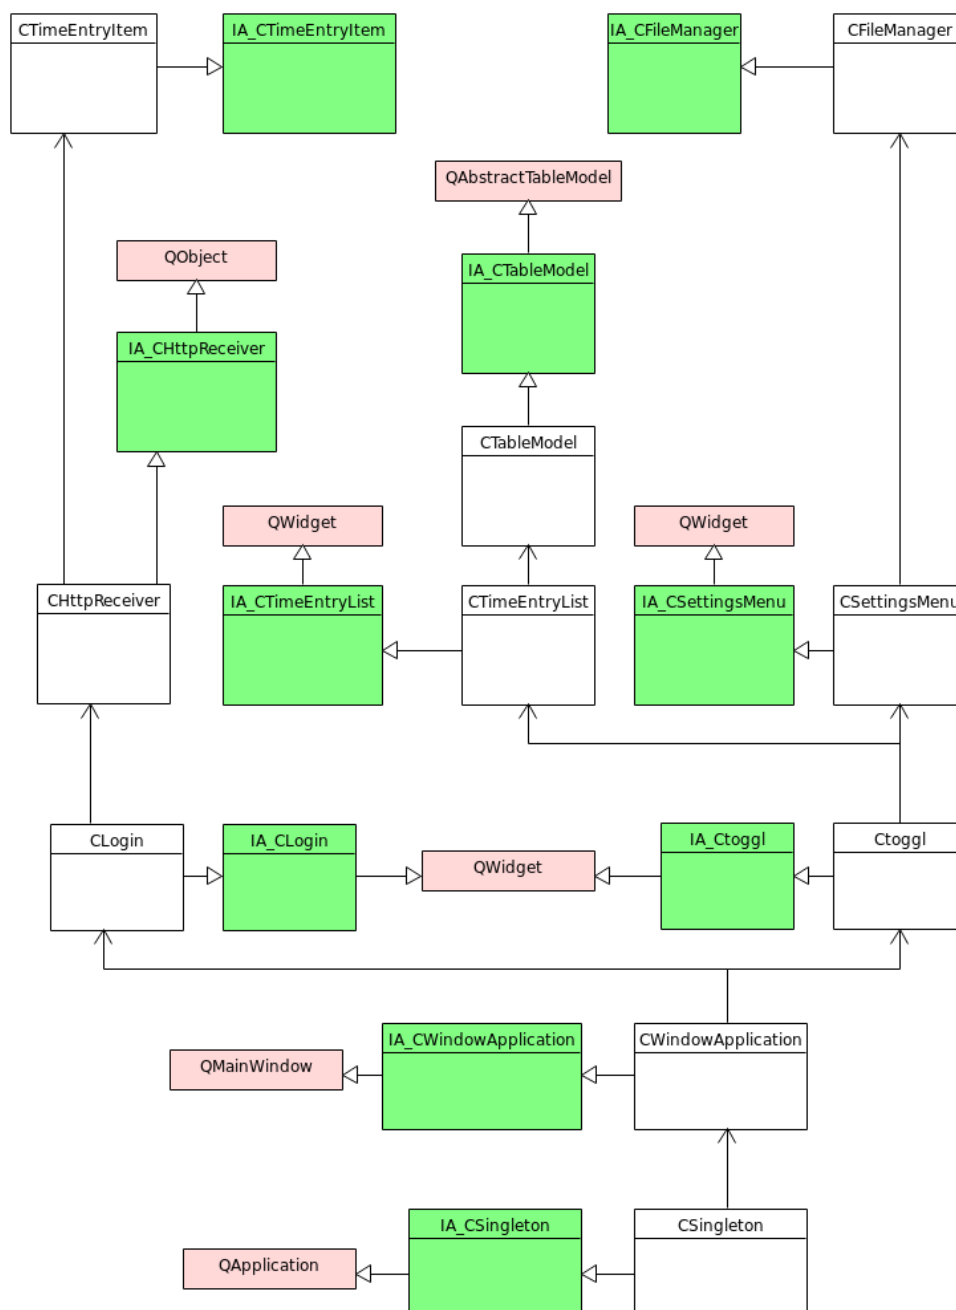 CTimeEntryItem
IA_CTimeEntryItem
IA_CFileManager
CFileManager
QAbstractTableModel
QObject
IA_CTableModel
IA_CHttpReceiver
CTableModel
QWidget
QWidget
CHttpReceiver
IA_CTimeEntryList
CTimeEntryList
IA_CSettingsMenu
CSettingsMenu
CLogin
IA_CLogin
QWidget
IA_Ctoggl
Ctoggl
IA_CWindowApplication
CWindowApplication
QMainWindow
IA_CSingleton
CSingleton
QApplication